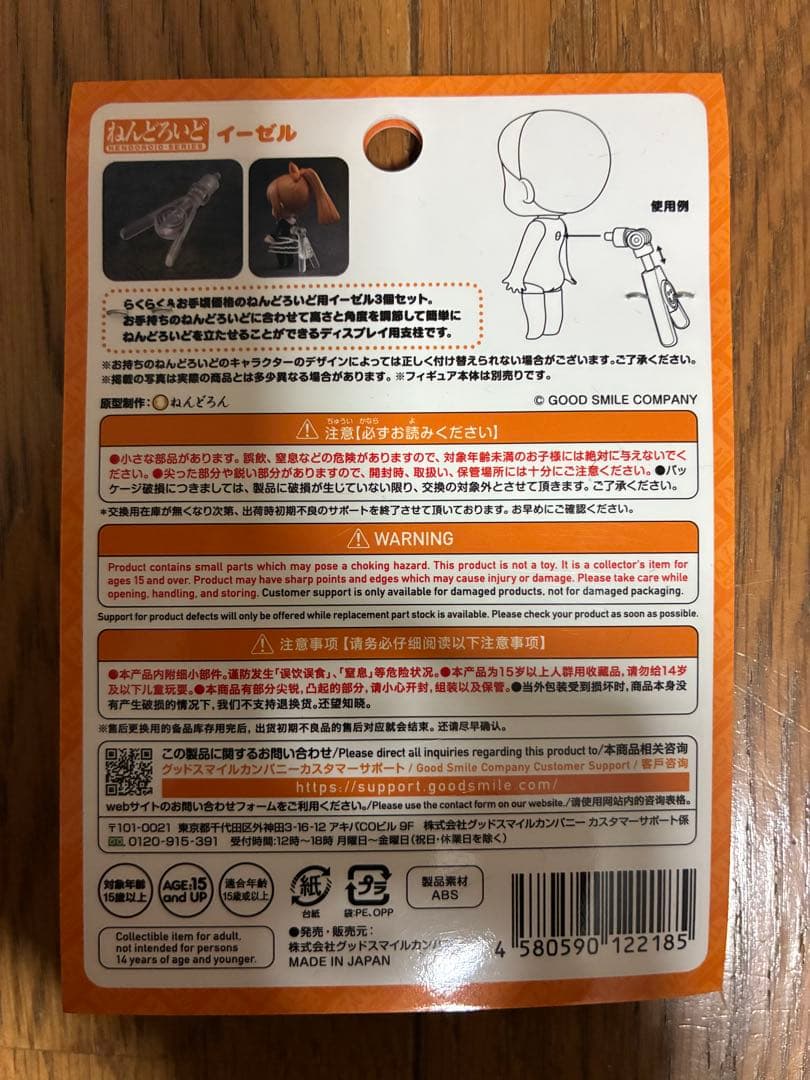 ねんどろいど イーゼル
NENDOROID SERIES
使用例
らくらく&お手頃価格のねんどろいど用イーゼル3個セット。
お手持ちのねんどろいどに合わせて高さと角度を調節して簡単に
ねんどろいどを立たせることができるディスプレイ用支柱です。
※お持ちのねんどろいどのキャラクターのデザインによっては正しく付け替えられない場合がございます。ご了承ください。
※掲載の写真は実際の商品とは多少異なる場合があります。※フィギュア本体は別売りです。
原型制作:ねんどろん
© GOOD SMILE COMPANY
ちゅうい かなら よ
注意【必ずお読みください】
●小さな部品があります。誤飲、窒息などの危険がありますので、対象年齢未満のお子様には絶対に与えないでく
ださい。●尖った部分や鋭い部分がありますので、開封時、取扱い、保管場所には十分にご注意ください。●パッ
ケージ破損につきましては、製品に破損が生じていない限り、交換の対象外とさせて頂きます。ご了承ください。
*交換用在庫が無くなり次第、出荷時初期不良のサポートを終了させて頂いております。お早めにご確認ください。
WARNING
Product contains small parts which may pose a choking hazard. This product is not a toy. It is a collector's item for
ages 15 and over. Product may have sharp points and edges which may cause injury or damage. Please take care while
opening, handling, and storing. Customer support is only available for damaged products, not for damaged packaging.
Support for product defects will only be offered while replacement part stock is available. Please check your product as soon as possible.
注意事项【请务必仔细阅读以下注意事项】
●本产品内附细小部件。谨防发生「误饮误食」、「窒息」等危险状况。●本产品为15岁以上人群用收藏品,请勿给14岁
及以下儿童玩耍。●本商品有部分尖锐,凸起的部分,请小心开封,组装以及保管。●当外包装受到损坏时,商品本身没
有产生破损的情况下,我们不支持退换货。还望知晓。
※售后更换用的备品库存用完后,出货初期不良品的售后对应就会结束。还请尽早确认。
この製品に関するお問い合わせ/Please direct all inquiries regarding this product to/本商品相关咨询
グッドスマイルカンパニーカスタマーサポート / Good Smile Company Customer Support / 客戶咨询
https://support.goodsmile.com/
webサイトのお問い合わせフォームをご利用ください。/Please use the contact form on our website./请使用网站内的咨询表格。
〒101-0021 東京都千代田区外神田3-16-12 アキバCOビル 9F 株式会社グッドスマイルカンパニー カスタマーサポート係
0120-915-391 受付時間:12時～18時 月曜日～金曜日(祝日・休業日を除く)
対象年齢
15歳以上
AGE:15
and UP
適合年齡
15歲或以上
紙
台紙
プラ
袋:PE、OPP
製品素材
ABS
Collectible item for adult,
not intended for persons
14 years of age and younger.
●発売・販売元:
株式会社グッドスマイルカンパ
MADE IN JAPAN
4 580590 122185